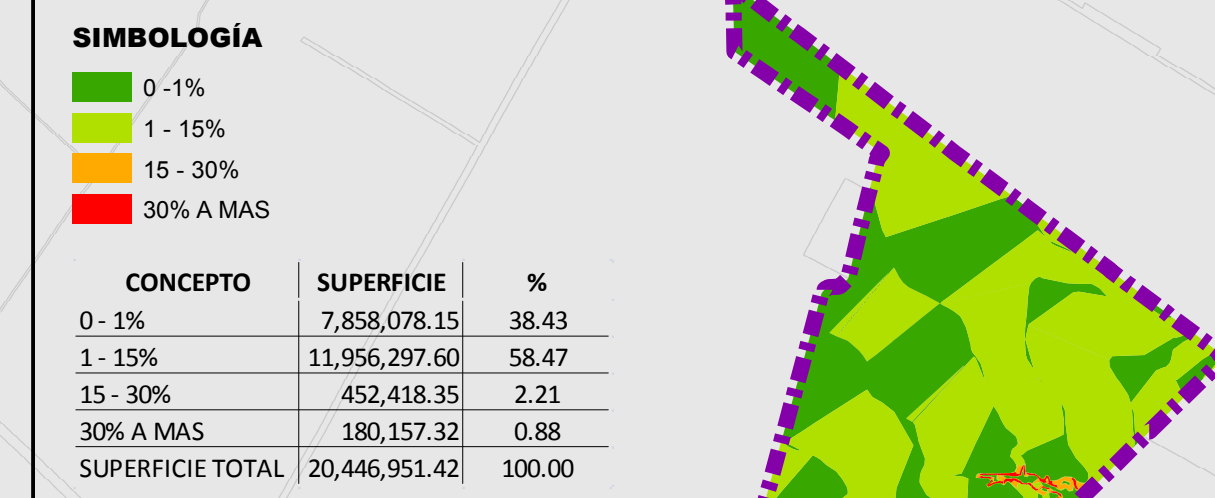 SIMBOLOGÍA
0 -1%
1 - 15%
15 - 30%
30% A MAS
CONCEPTO SUPERFICIE %
0 - 1% 7,858,078.15 38.43
1 - 15% 11,956,297.60 58.47
15 - 30% 452,418.35 2.21
30% A MAS 180,157.32 0.88
SUPERFICIE TOTAL 20,446,951.42 100.00